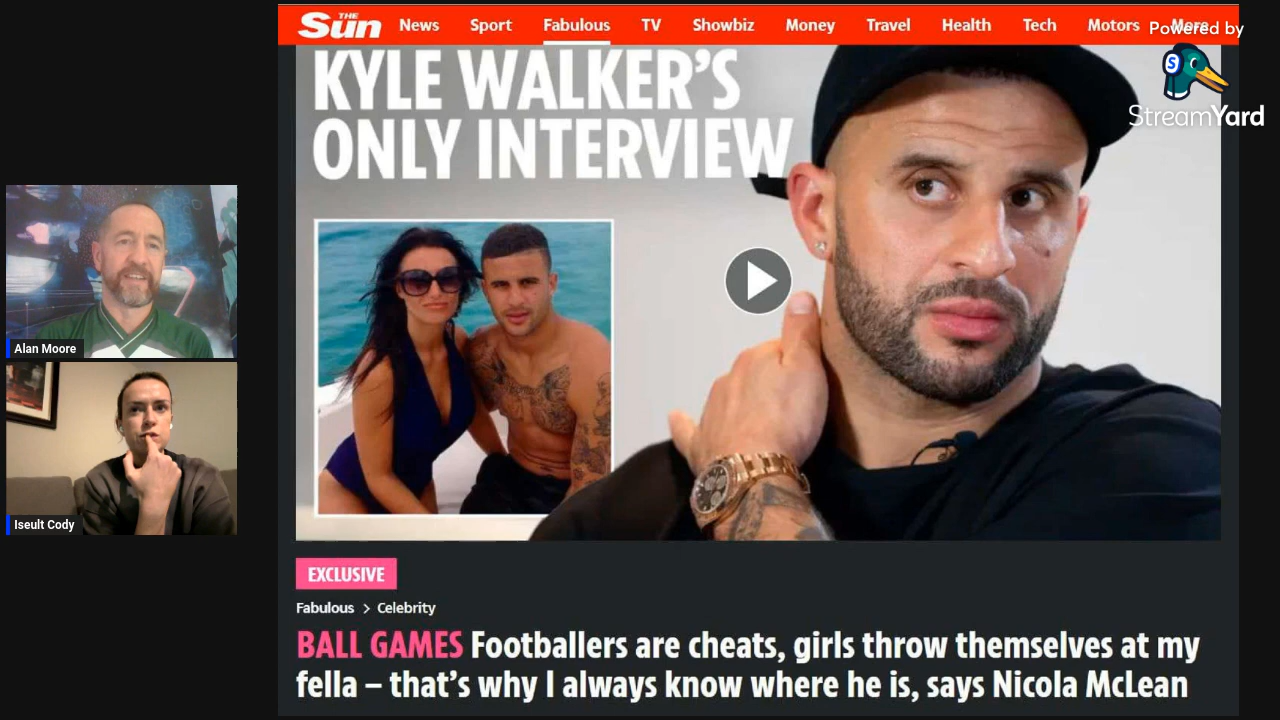 THE Sun News Sport Fabulous TV Showbiz Money Travel Health Tech Motors More
Powered by
S
StreamYard
KYLE WALKER'S
ONLY INTERVIEW
Alan Moore
Iseult Cody
EXCLUSIVE
Fabulous > Celebrity
BALL GAMES Footballers are cheats, girls throw themselves at my
fella – that's why I always know where he is, says Nicola McLean